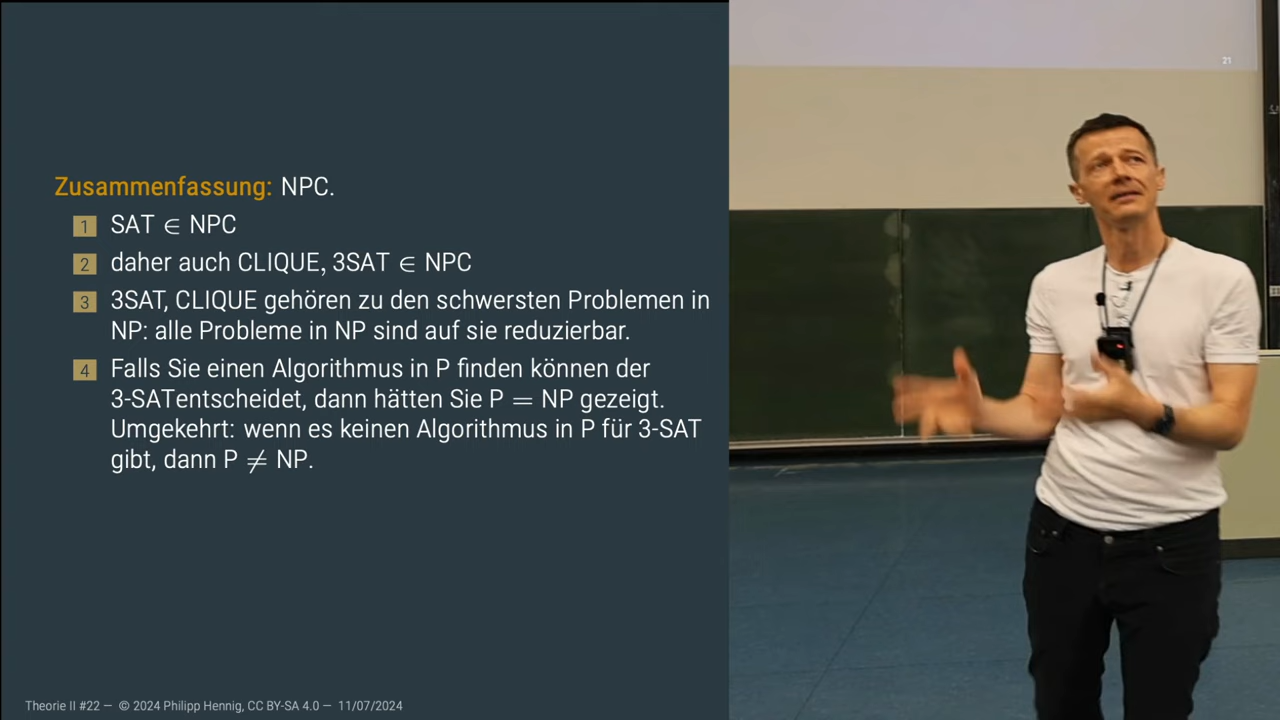 21
Zusammenfassung: NPC.
1 SAT ∈ NPC
2 daher auch CLIQUE, 3SAT ∈ NPC
3 3SAT, CLIQUE gehören zu den schwersten Problemen in
NP: alle Probleme in NP sind auf sie reduzierbar.
4 Falls Sie einen Algorithmus in P finden können der
3-SATentscheidet, dann hätten Sie P = NP gezeigt.
Umgekehrt: wenn es keinen Algorithmus in P für 3-SAT
gibt, dann P ≠ NP.
Theorie II #22 — © 2024 Philipp Hennig, CC BY-SA 4.0 — 11/07/2024